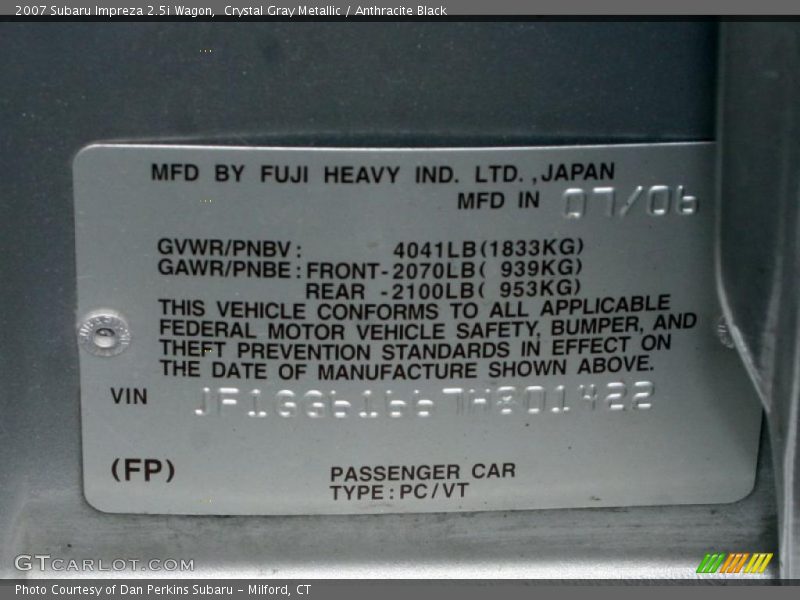 2007 Subaru Impreza 2.5i Wagon,  Crystal Gray Metallic / Anthracite Black
MFD BY FUJI HEAVY IND. LTD.,JAPAN
MFD IN 07/06
GVWR/PNBV: 4041LB(1833KG)
GAWR/PNBE:FRONT-2070LB( 939KG)
REAR -2100LB( 953KG)
THIS VEHICLE CONFORMS TO ALL APPLICABLE
FEDERAL MOTOR VEHICLE SAFETY, BUMPER, AND
THEFT PREVENTION STANDARDS IN EFFECT ON
THE DATE OF MANUFACTURE SHOWN ABOVE.
VIN JF1GG61667H801422
(FP)
PASSENGER CAR
TYPE:PC/VT
GTCARLOT.COM
Photo Courtesy of Dan Perkins Subaru - Milford, CT